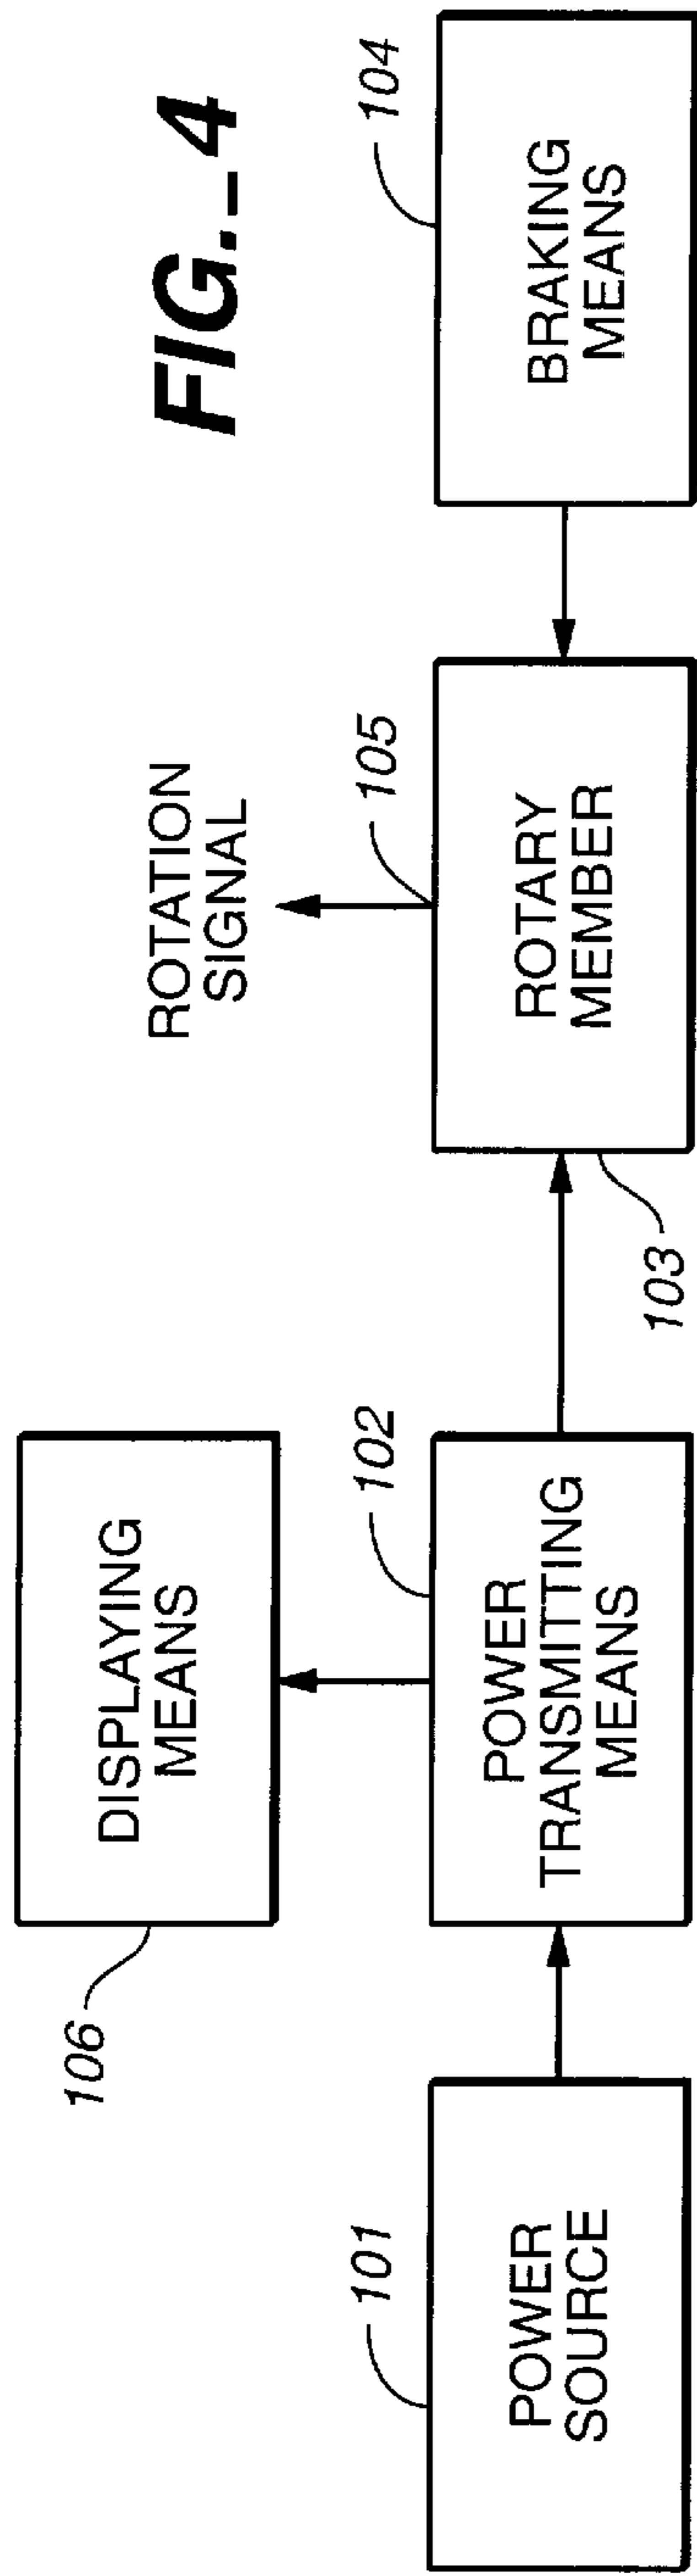 FIG._4
106
DISPLAYING
MEANS
ROTATION
SIGNAL
101
102
105
104
POWER
SOURCE
POWER
TRANSMITTING
MEANS
ROTARY
MEMBER
BRAKING
MEANS
103